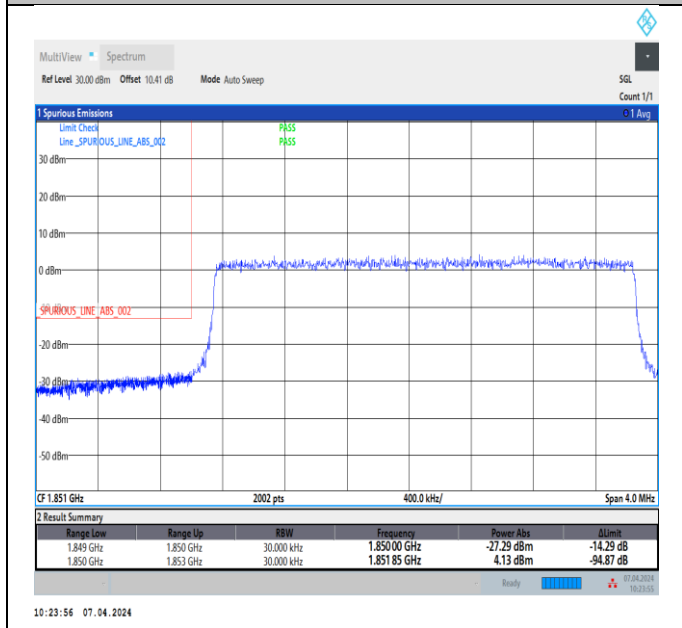 MultiView Spectrum
Ref Level 30.00 dBm Offset 10.41 dB Mode Auto Sweep SGL
Count 1/1
1 Spurious Emissions 1 Avg
Limit Check PASS
Line _SPURIOUS_LINE_ABS_002 PASS
30 dBm
20 dBm
10 dBm
0 dBm
_SPURIOUS_LINE_ABS_002
-20 dBm
-30 dBm
-40 dBm
-50 dBm
CF 1.851 GHz 2002 pts 400.0 kHz/ Span 4.0 MHz
2 Result Summary
Range Low Range Up RBW Frequency Power Abs ΔLimit
1.849 GHz 1.850 GHz 30.000 kHz 1.85000 GHz -27.29 dBm -14.29 dB
1.850 GHz 1.853 GHz 30.000 kHz 1.85185 GHz 4.13 dBm -94.87 dB
Ready 07.04.2024
10:23:55
10:23:56 07.04.2024